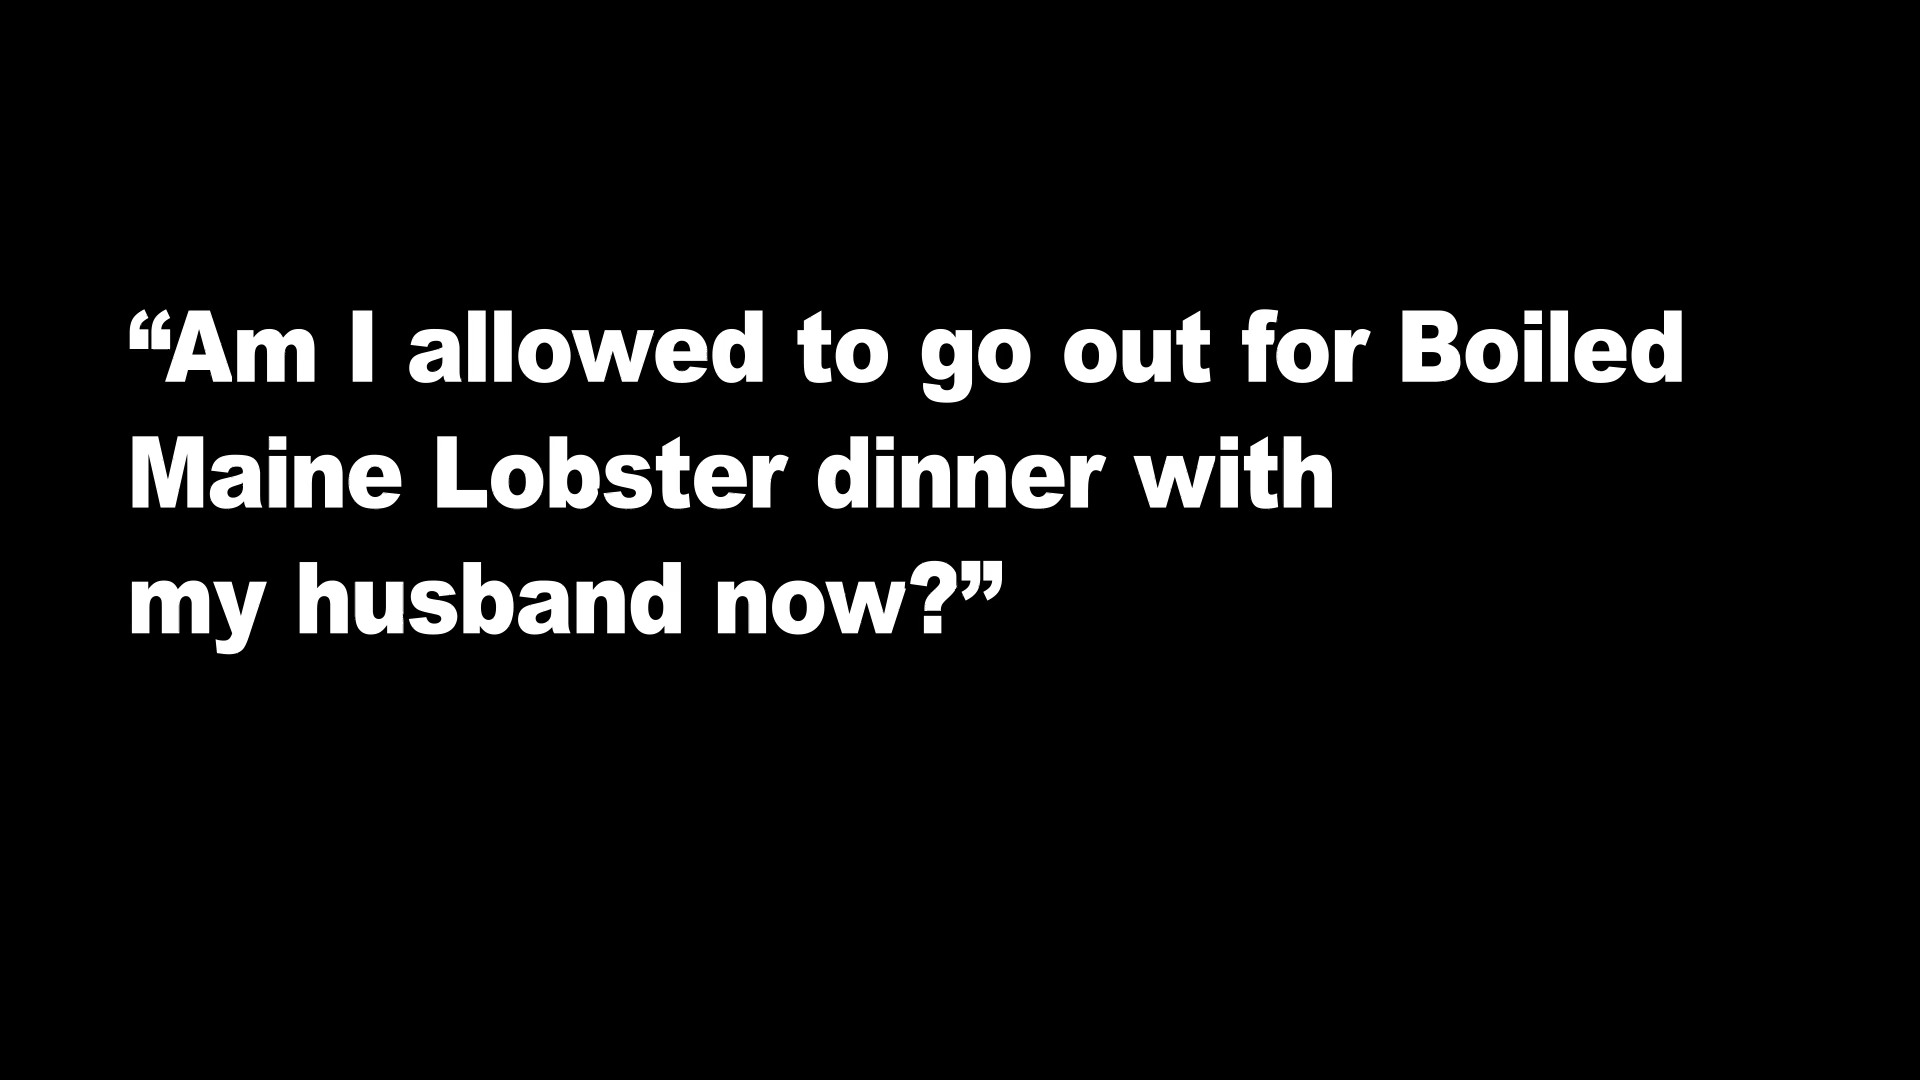 “Am I allowed to go out for Boiled
Maine Lobster dinner with
my husband now?”